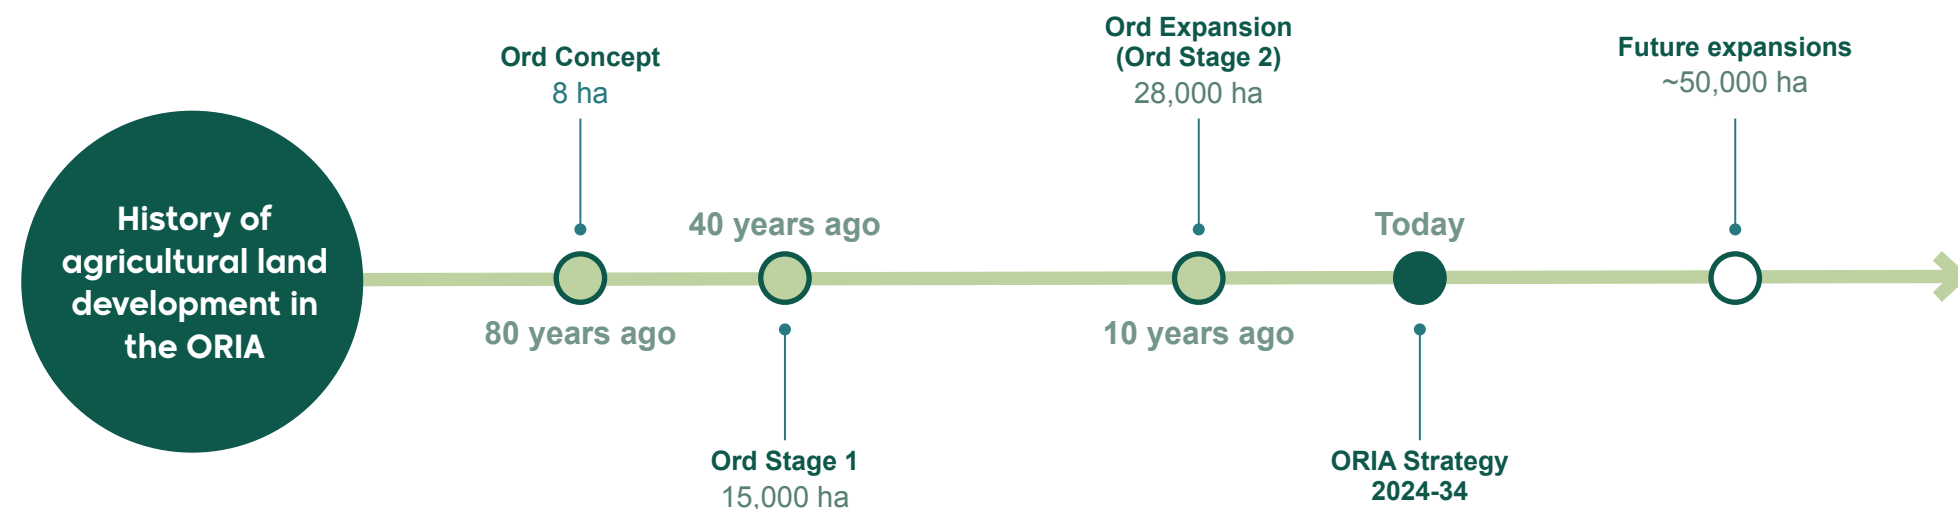 History of
agricultural land
development in
the ORIA
Ord Concept
8 ha
80 years ago
40 years ago
Ord Stage 1
15,000 ha
Ord Expansion
(Ord Stage 2)
28,000 ha
10 years ago
Today
ORIA Strategy
2024-34
Future expansions
~50,000 ha